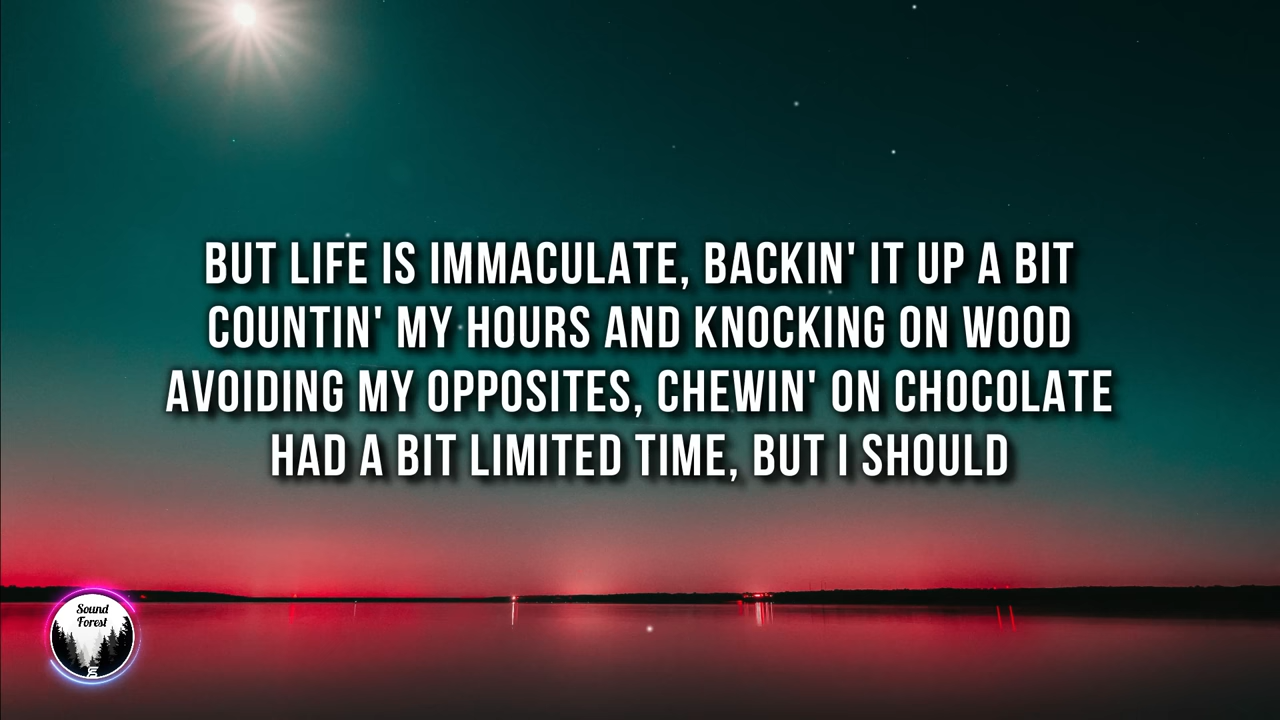 BUT LIFE IS IMMACULATE, BACKIN' IT UP A BIT
COUNTIN' MY HOURS AND KNOCKING ON WOOD
AVOIDING MY OPPOSITES, CHEWIN' ON CHOCOLATE
HAD A BIT LIMITED TIME, BUT I SHOULD
Sound
Forest